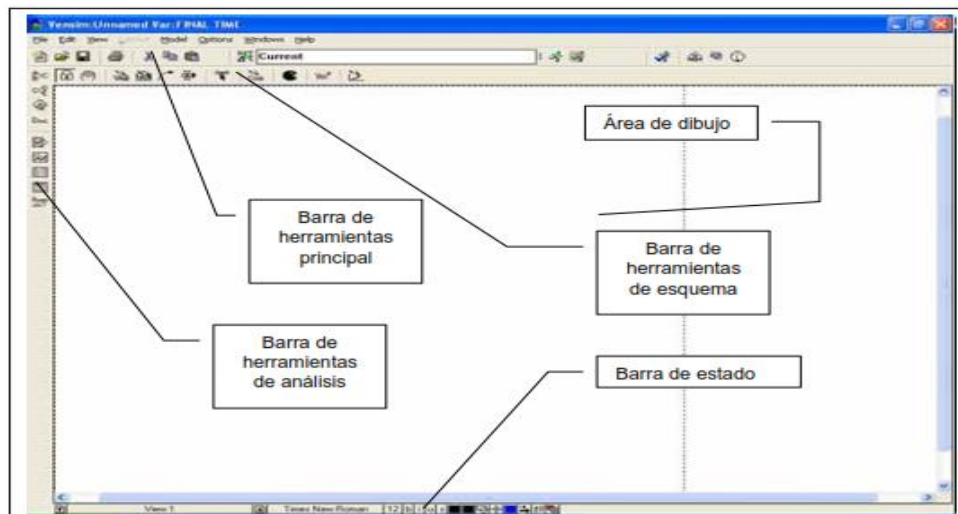 Vensim:Unnamed Var:FINAL TIME
File Edit View Model Options Windows Help
Current
Área de dibujo
Barra de
herramientas
principal
Barra de
herramientas
de esquema
Barra de
herramientas
de análisis
Barra de estado
View 1 Times New Roman 12 b i u s